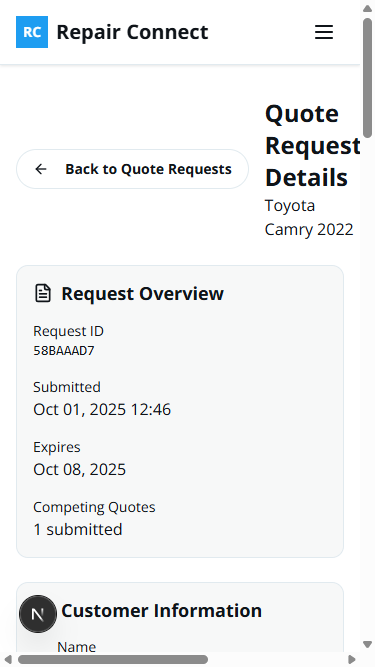 RC Repair Connect
Back to Quote Requests
Quote
Request
Details
Toyota
Camry 2022
Request Overview
Request ID
58BAAAD7
Submitted
Oct 01, 2025 12:46
Expires
Oct 08, 2025
Competing Quotes
1 submitted
N
Customer Information
Name